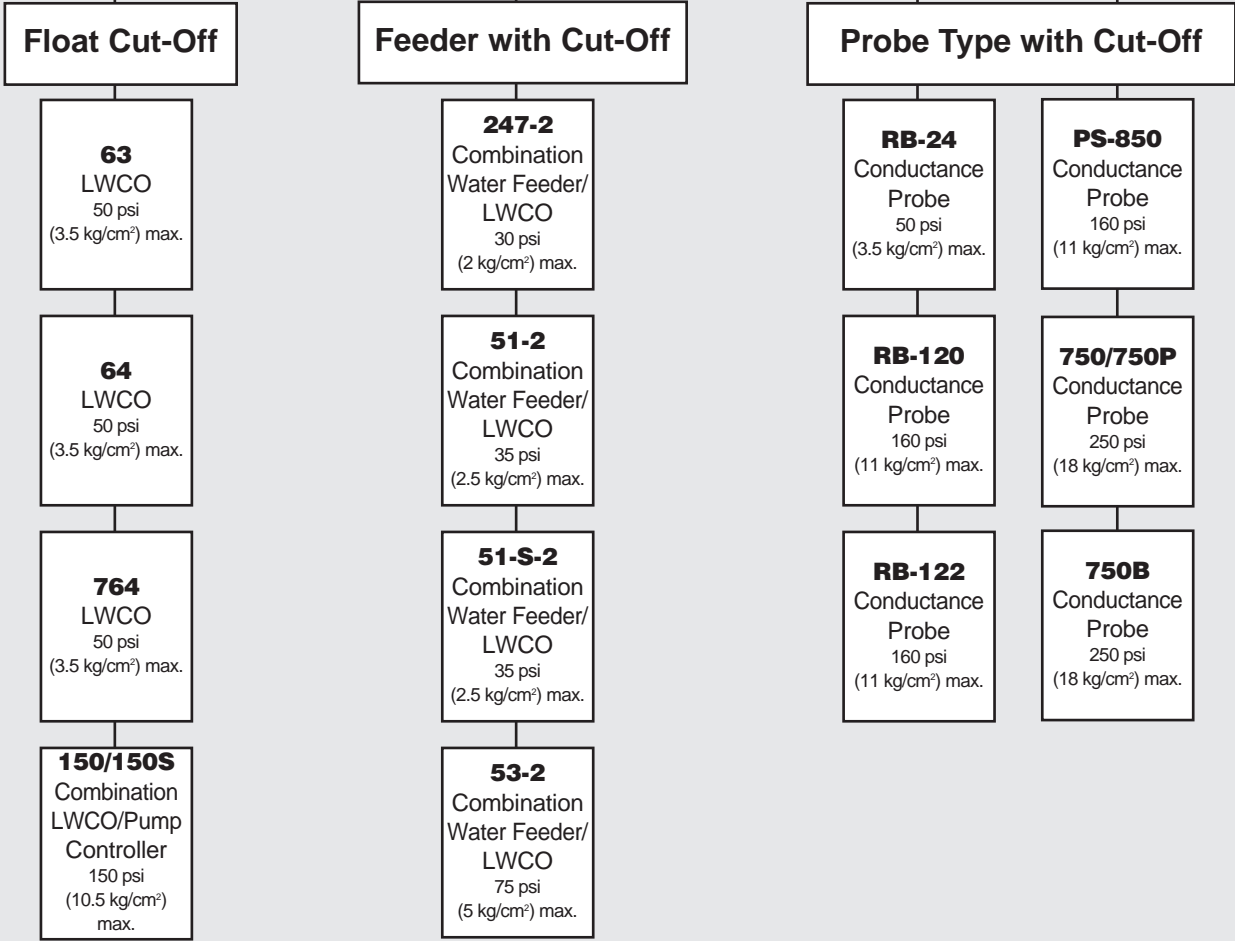 Float Cut-Off
63
LWCO
50 psi
(3.5 kg/cm²) max.
64
LWCO
50 psi
(3.5 kg/cm²) max.
764
LWCO
50 psi
(3.5 kg/cm²) max.
150/150S
Combination
LWCO/Pump
Controller
150 psi
(10.5 kg/cm²)
max.
Feeder with Cut-Off
247-2
Combination
Water Feeder/
LWCO
30 psi
(2 kg/cm²) max.
51-2
Combination
Water Feeder/
LWCO
35 psi
(2.5 kg/cm²) max.
51-S-2
Combination
Water Feeder/
LWCO
35 psi
(2.5 kg/cm²) max.
53-2
Combination
Water Feeder/
LWCO
75 psi
(5 kg/cm²) max.
Probe Type with Cut-Off
RB-24
Conductance
Probe
50 psi
(3.5 kg/cm²) max.
RB-120
Conductance
Probe
160 psi
(11 kg/cm²) max.
RB-122
Conductance
Probe
160 psi
(11 kg/cm²) max.
PS-850
Conductance
Probe
160 psi
(11 kg/cm²) max.
750/750P
Conductance
Probe
250 psi
(18 kg/cm²) max.
750B
Conductance
Probe
250 psi
(18 kg/cm²) max.